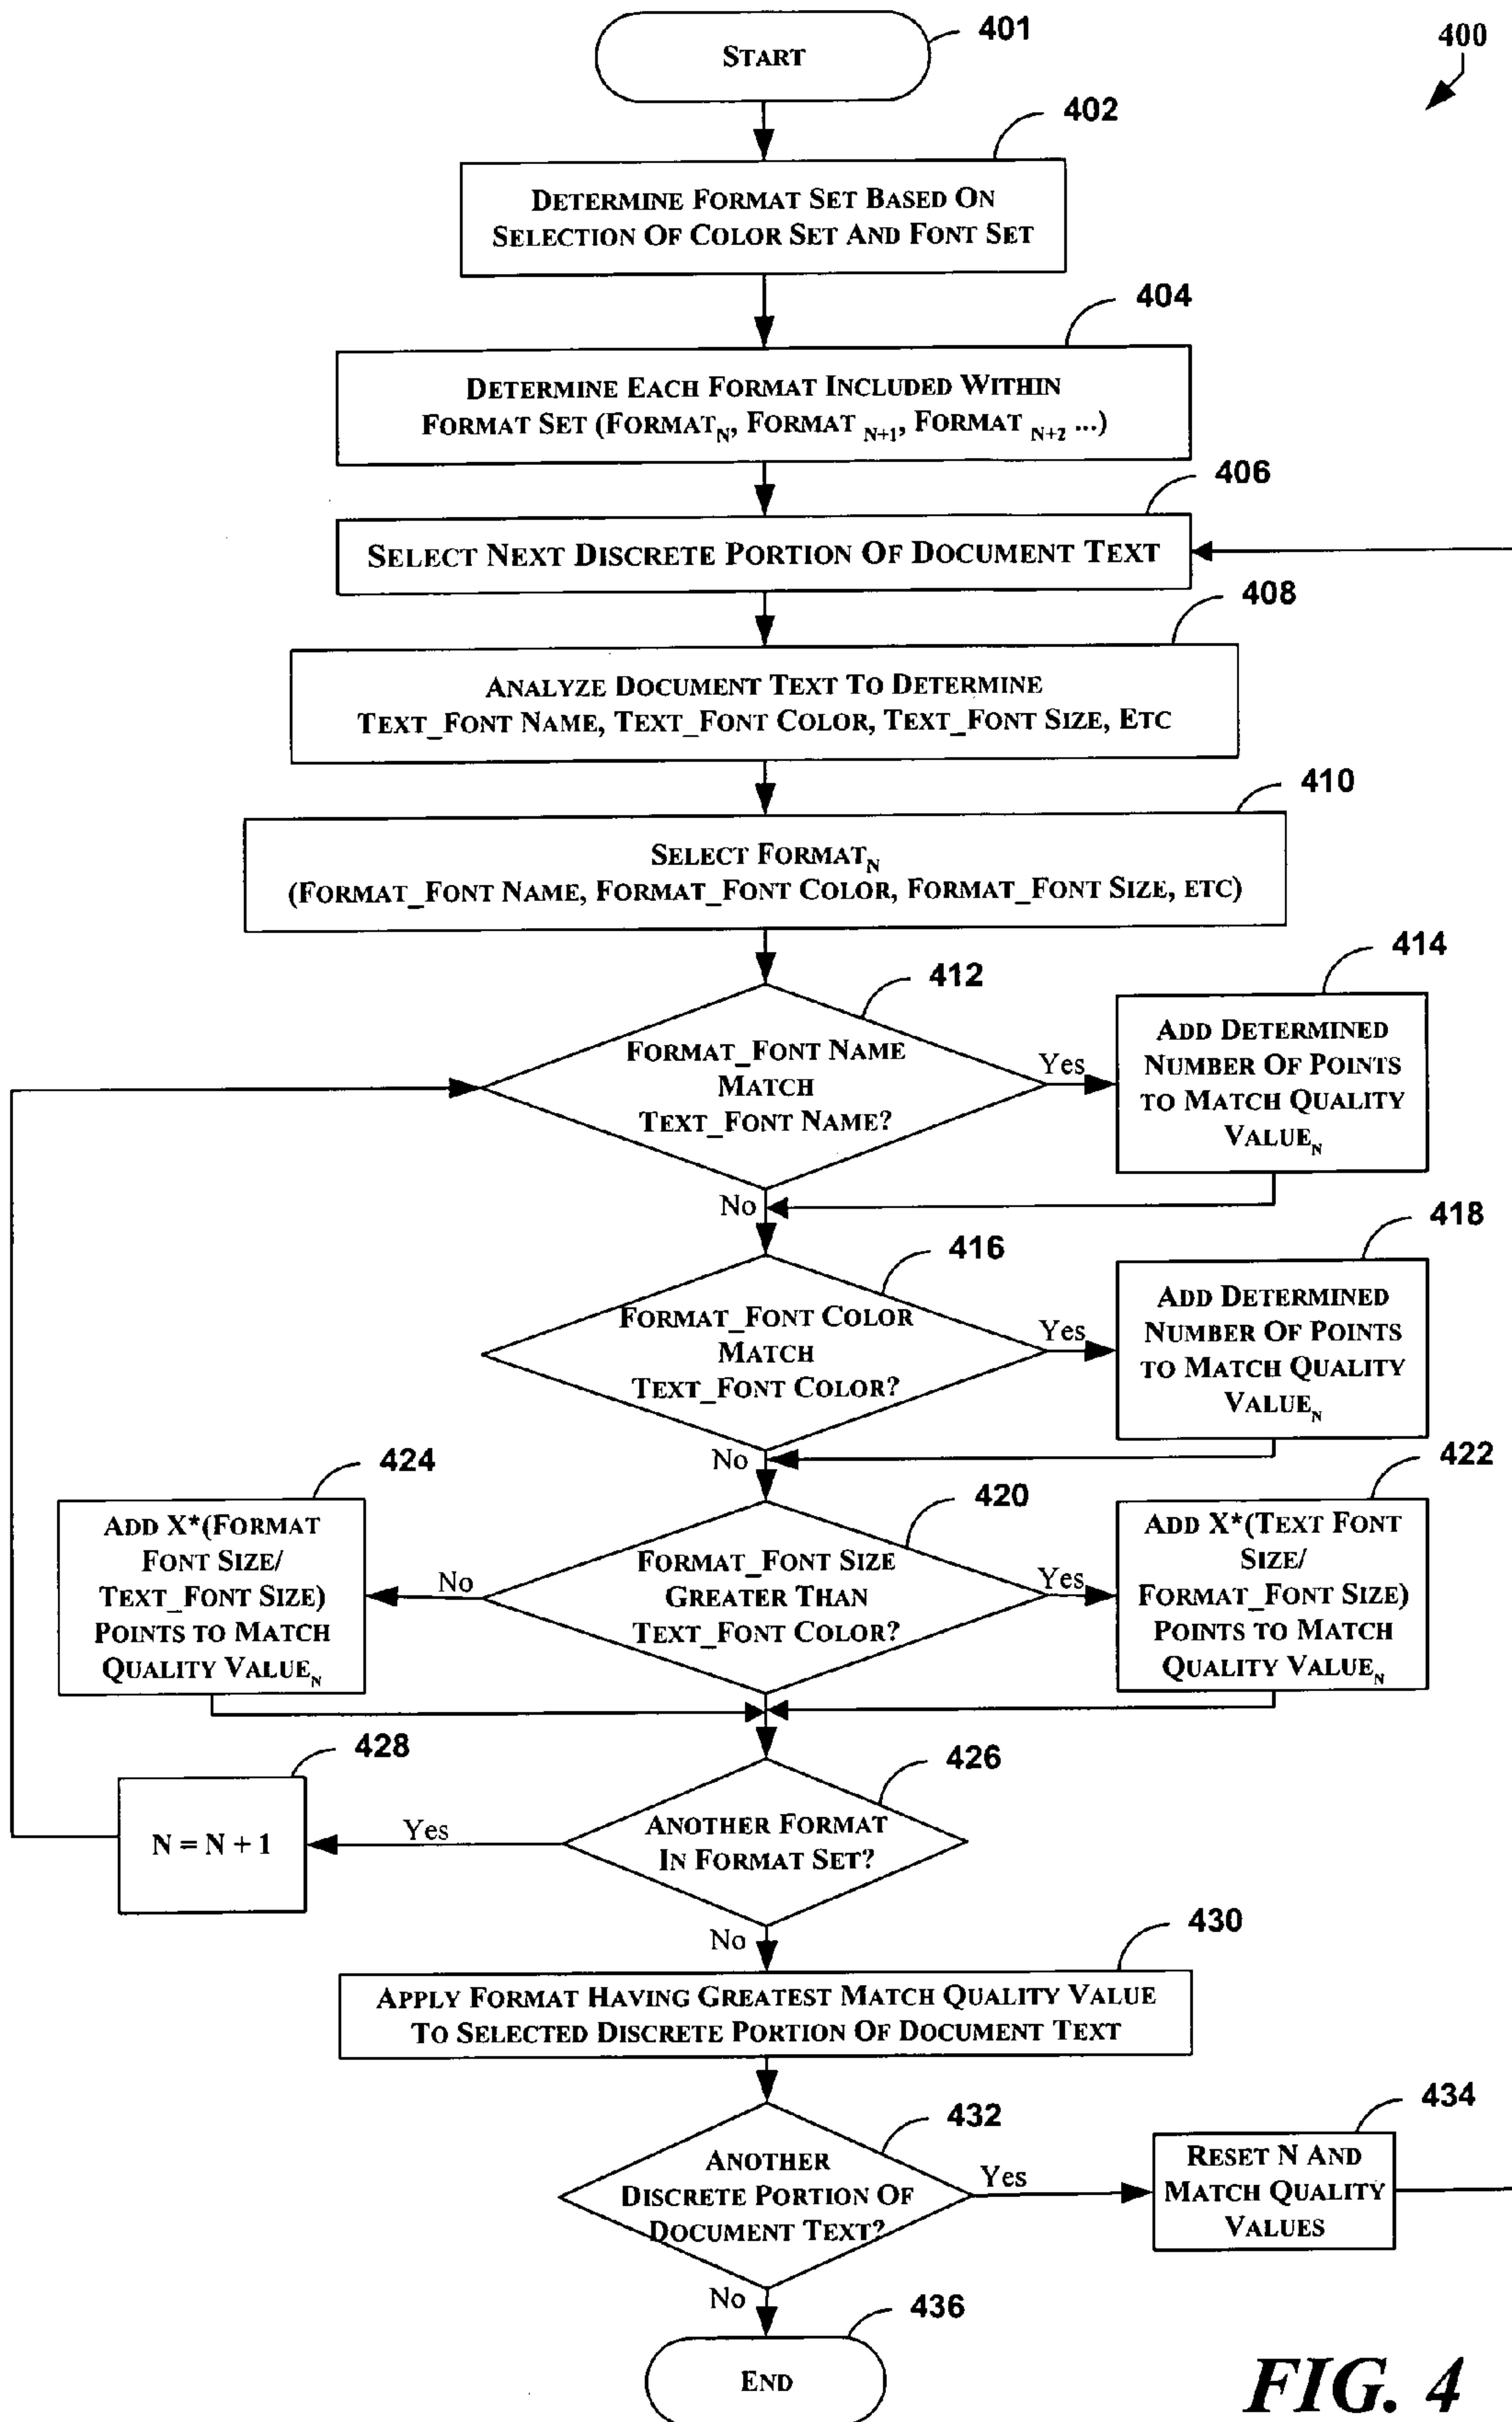 400
START
401
402
DETERMINE FORMAT SET BASED ON
SELECTION OF COLOR SET AND FONT SET
404
DETERMINE EACH FORMAT INCLUDED WITHIN
FORMAT SET (FORMATN, FORMAT N+1, FORMAT N+2 ...)
406
SELECT NEXT DISCRETE PORTION OF DOCUMENT TEXT
408
ANALYZE DOCUMENT TEXT TO DETERMINE
TEXT_FONT NAME, TEXT_FONT COLOR, TEXT_FONT SIZE, ETC
410
SELECT FORMATN
(FORMAT_FONT NAME, FORMAT_FONT COLOR, FORMAT_FONT SIZE, ETC)
412
FORMAT_FONT NAME
MATCH
TEXT_FONT NAME?
Yes
No
414
ADD DETERMINED
NUMBER OF POINTS
TO MATCH QUALITY
VALUEN
416
FORMAT_FONT COLOR
MATCH
TEXT_FONT COLOR?
Yes
No
418
ADD DETERMINED
NUMBER OF POINTS
TO MATCH QUALITY
VALUEN
420
FORMAT_FONT SIZE
GREATER THAN
TEXT_FONT COLOR?
Yes
No
422
ADD X*(TEXT FONT
SIZE/
FORMAT_FONT SIZE)
POINTS TO MATCH
QUALITY VALUEN
424
ADD X*(FORMAT
FONT SIZE/
TEXT_FONT SIZE)
POINTS TO MATCH
QUALITY VALUEN
426
ANOTHER FORMAT
IN FORMAT SET?
Yes
No
428
N = N + 1
430
APPLY FORMAT HAVING GREATEST MATCH QUALITY VALUE
TO SELECTED DISCRETE PORTION OF DOCUMENT TEXT
432
ANOTHER
DISCRETE PORTION OF
DOCUMENT TEXT?
Yes
No
434
RESET N AND
MATCH QUALITY
VALUES
436
END
FIG. 4